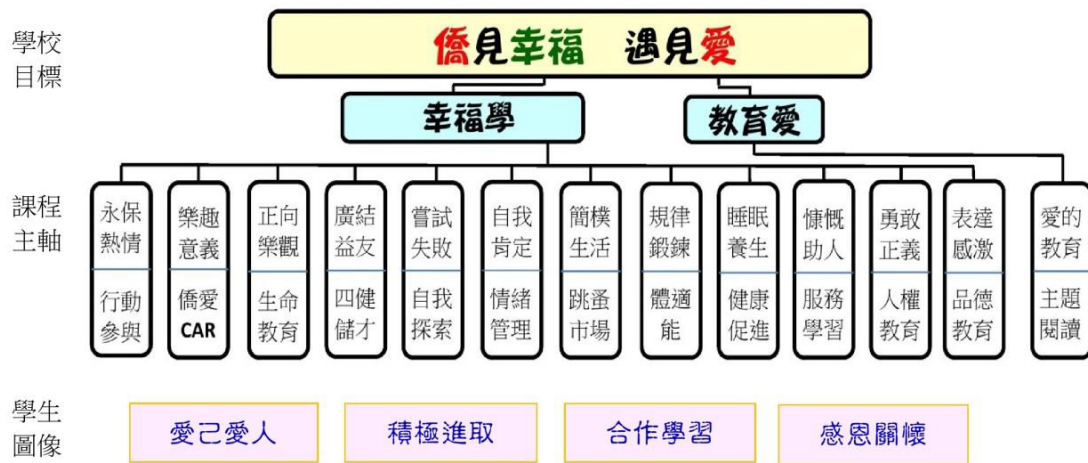 學校
目標
僑見幸福 遇見愛
幸福學
教育愛
課程
主軸
永保
熱情
行動
參與
樂趣
意義
僑愛
CAR
正向
樂觀
生命
教育
廣結
益友
四健
儲才
嘗試
失敗
自我
探索
自我
肯定
情緒
管理
簡樸
生活
跳蚤
市場
規律
鍛鍊
體適
能
睡眠
養生
健康
促進
慷慨
助人
服務
學習
勇敢
正義
人權
教育
表達
感激
品德
教育
愛的
教育
主題
閱讀
學生
圖像
愛己愛人
積極進取
合作學習
感恩關懷